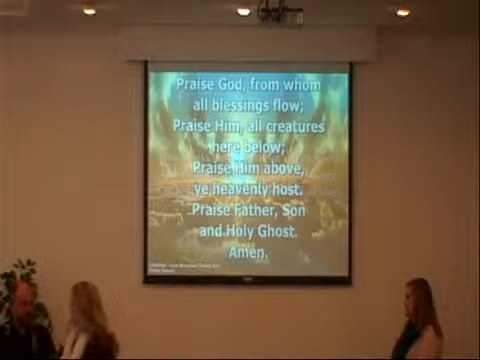 Praise God, from whom
all blessings flow;
Praise Him, all creatures
here below;
Praise Him above,
ye heavenly host.
Praise Father, Son
and Holy Ghost.
Amen.